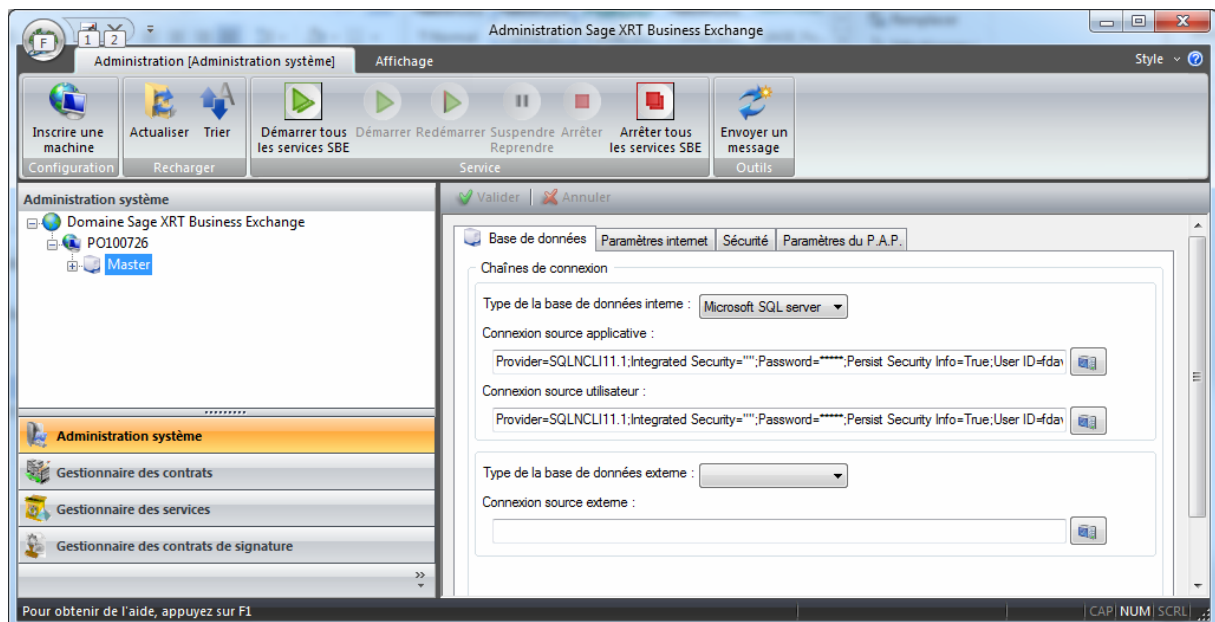 Administration Sage XRT Business Exchange
F
1 2
Administration [Administration système] Affichage Style
Inscrire une machine
Actualiser Trier
Démarrer tous les services SBE
Démarrer Redémarrer Suspendre Reprendre Arrêter
Arrêter tous les services SBE
Envoyer un message
Configuration Recharger Service Outils
Administration système
Valider Annuler
Domaine Sage XRT Business Exchange
PO100726
Master
Base de données Paramètres internet Sécurité Paramètres du P.A.P.
Chaînes de connexion
Type de la base de données interne : Microsoft SQL server
Connexion source applicative :
Provider=SQLNCLI11.1;Integrated Security="";Password=*****;Persist Security Info=True;User ID=fdav
Connexion source utilisateur :
Provider=SQLNCLI11.1;Integrated Security="";Password=*****;Persist Security Info=True;User ID=fdav
Type de la base de données externe :
Connexion source externe :
Administration système
Gestionnaire des contrats
Gestionnaire des services
Gestionnaire des contrats de signature
Pour obtenir de l'aide, appuyez sur F1
CAP NUM SCRL